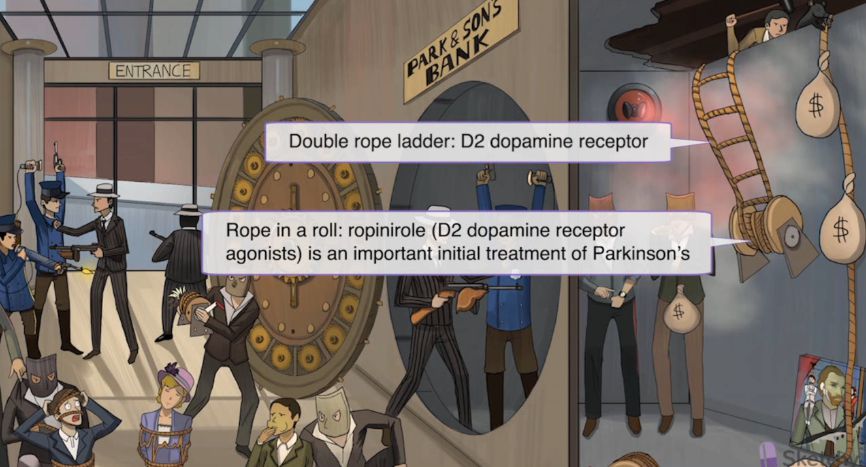 ENTRANCE
PARK & SON'S
BANK
Double rope ladder: D2 dopamine receptor
Rope in a roll: ropinirole (D2 dopamine receptor
agonists) is an important initial treatment of Parkinson's
$
$
$